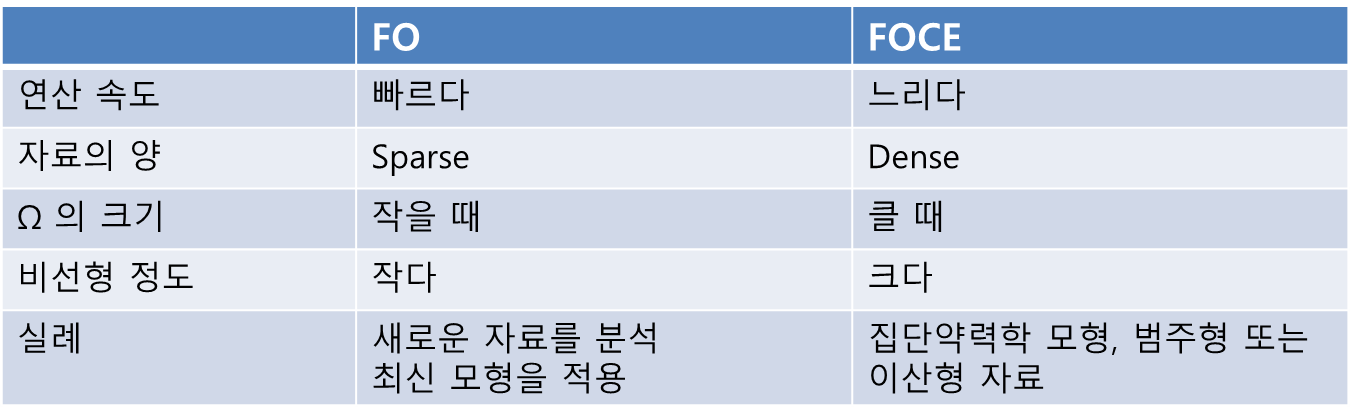 FO FOCE
연산 속도 빠르다 느리다
자료의 양 Sparse Dense
Ω 의 크기 작을 때 클 때
비선형 정도 작다 크다
실례 새로운 자료를 분석 집단약력학 모형, 범주형 또는
최신 모형을 적용 이산형 자료